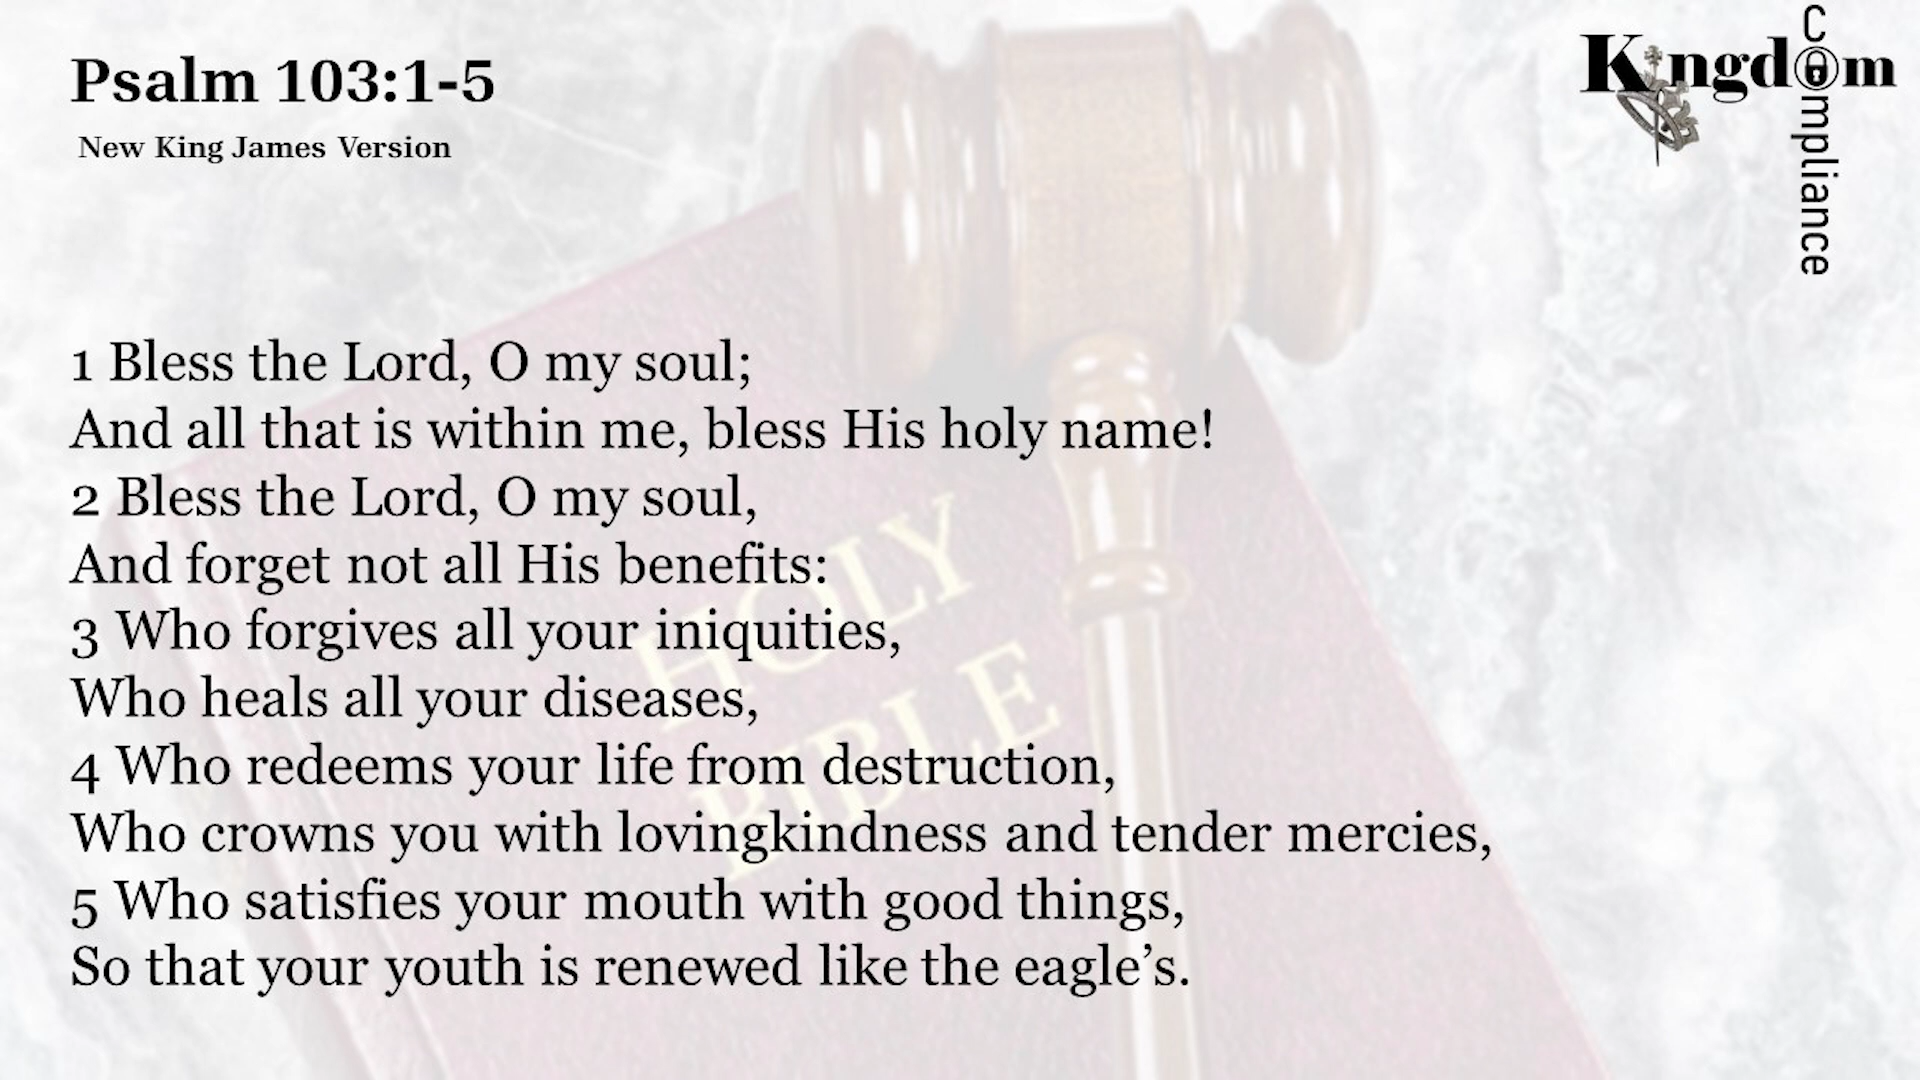 Psalm 103:1-5
New King James Version
Kingdom
Compliance
1 Bless the Lord, O my soul;
And all that is within me, bless His holy name!
2 Bless the Lord, O my soul,
And forget not all His benefits:
3 Who forgives all your iniquities,
Who heals all your diseases,
4 Who redeems your life from destruction,
Who crowns you with lovingkindness and tender mercies,
5 Who satisfies your mouth with good things,
So that your youth is renewed like the eagle’s.
HOLY
BIBLE